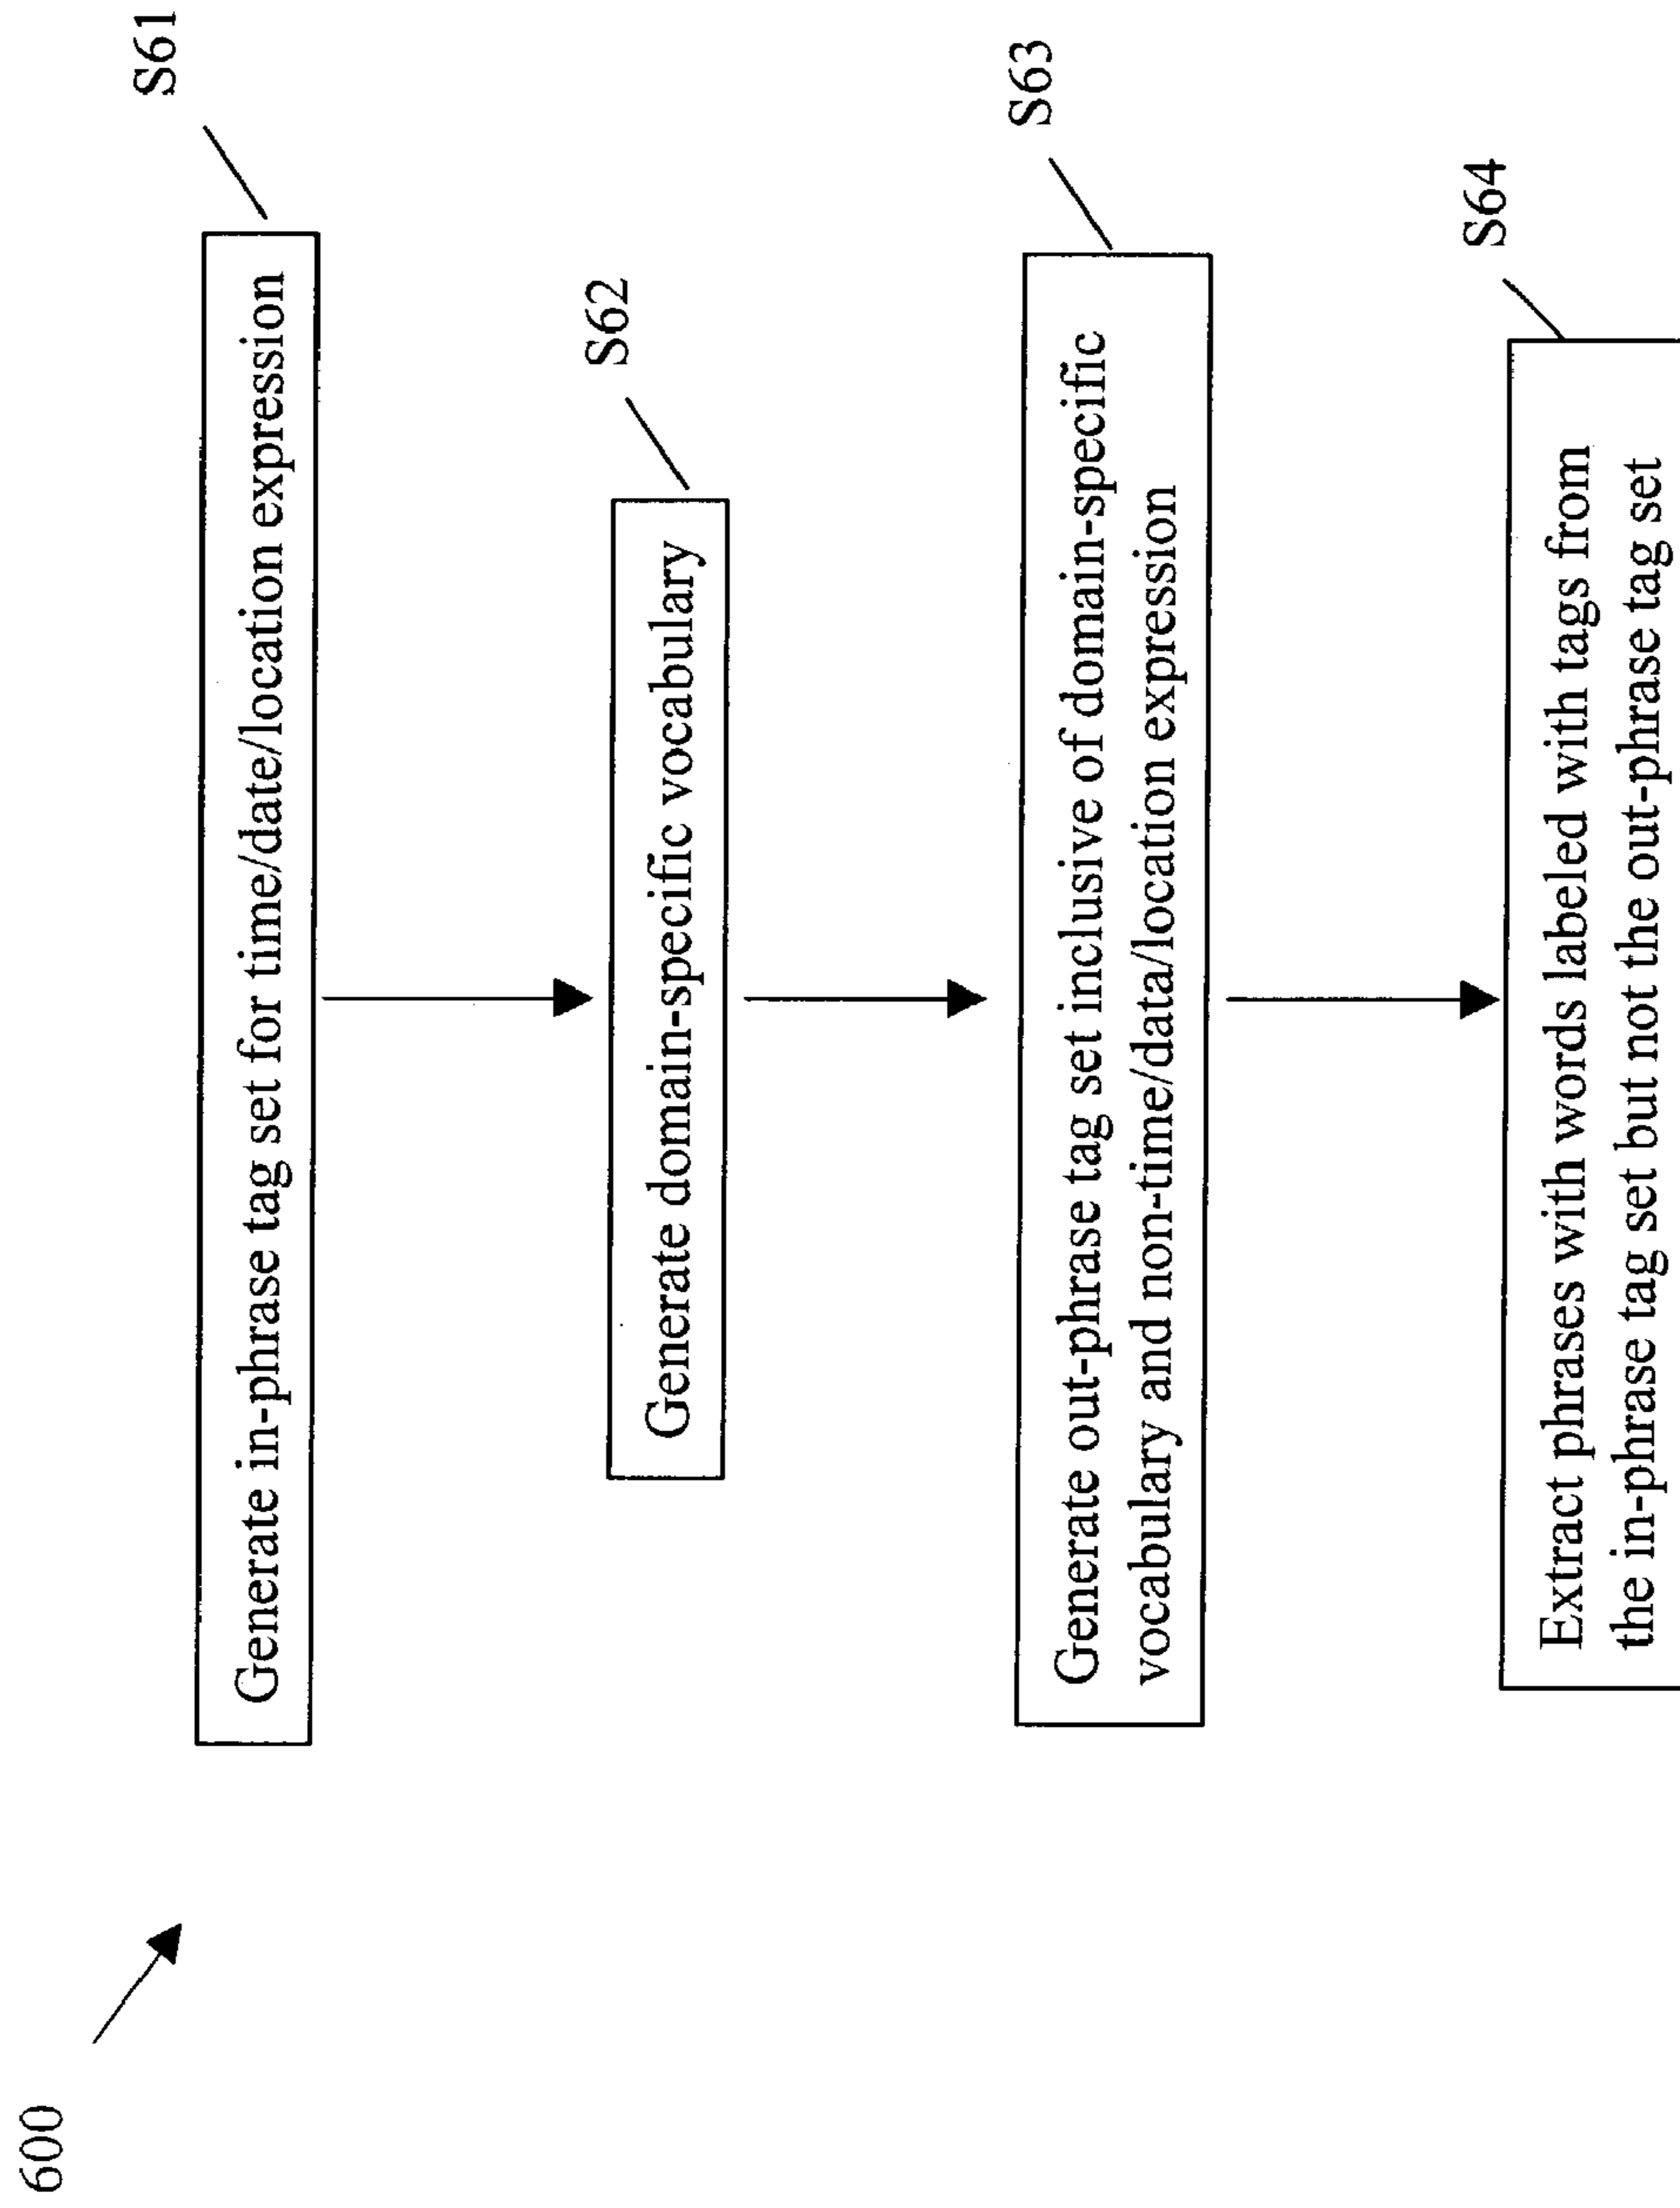 600
S61
Generate in-phrase tag set for time/date/location expression
S62
Generate domain-specific vocabulary
S63
Generate out-phrase tag set inclusive of domain-specific
vocabulary and non-time/data/location expression
S64
Extract phrases with words labeled with tags from
the in-phrase tag set but not the out-phrase tag set